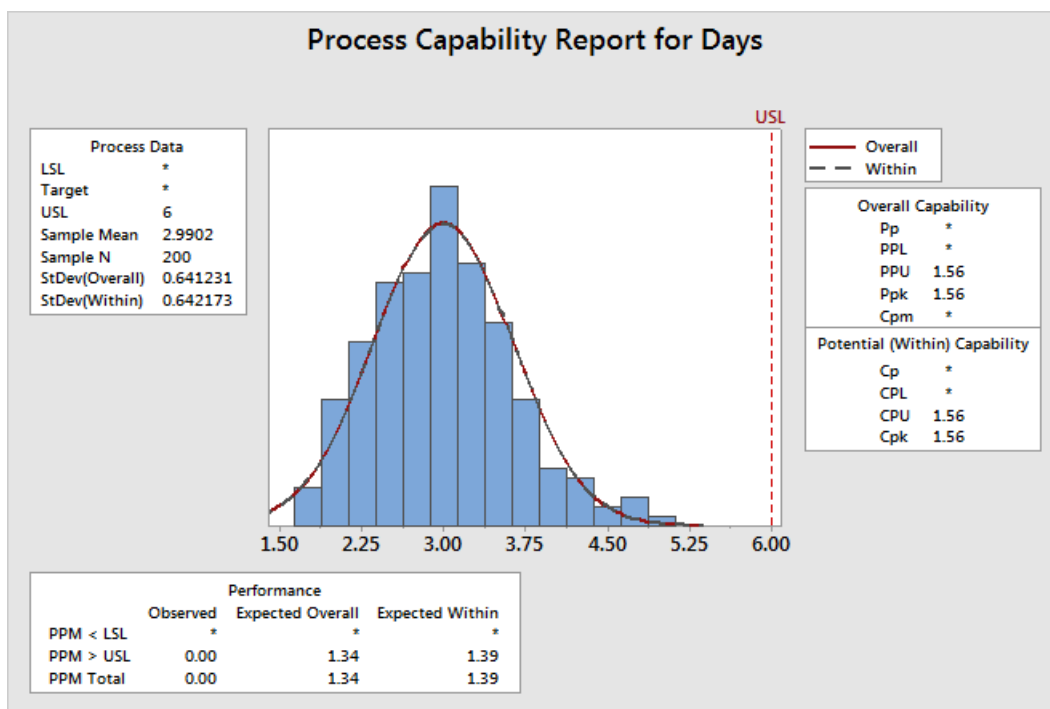 Process Capability Report for Days
USL
Process Data
LSL *
Target *
USL 6
Sample Mean 2.9902
Sample N 200
StDev(Overall) 0.641231
StDev(Within) 0.642173
Overall
Within
Overall Capability
Pp *
PPL *
PPU 1.56
Ppk 1.56
Cpm *
Potential (Within) Capability
Cp *
CPL *
CPU 1.56
Cpk 1.56
1.50 2.25 3.00 3.75 4.50 5.25 6.00
Performance
Observed Expected Overall Expected Within
PPM < LSL * * *
PPM > USL 0.00 1.34 1.39
PPM Total 0.00 1.34 1.39